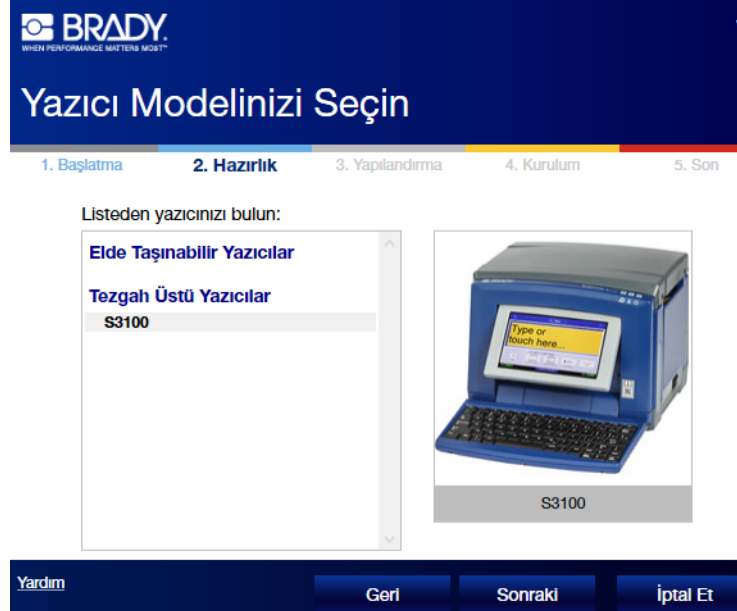 BRADY.
WHEN PERFORMANCE MATTERS MOST™
Yazıcı Modelinizi Seçin
1. Başlatma 2. Hazırlık 3. Yapılandırma 4. Kurulum 5. Son
Listeden yazıcınızı bulun:
Elde Taşınabilir Yazıcılar
Tezgah Üstü Yazıcılar
S3100
Type or
touch here...
S3100
Yardım
Geri Sonraki İptal Et